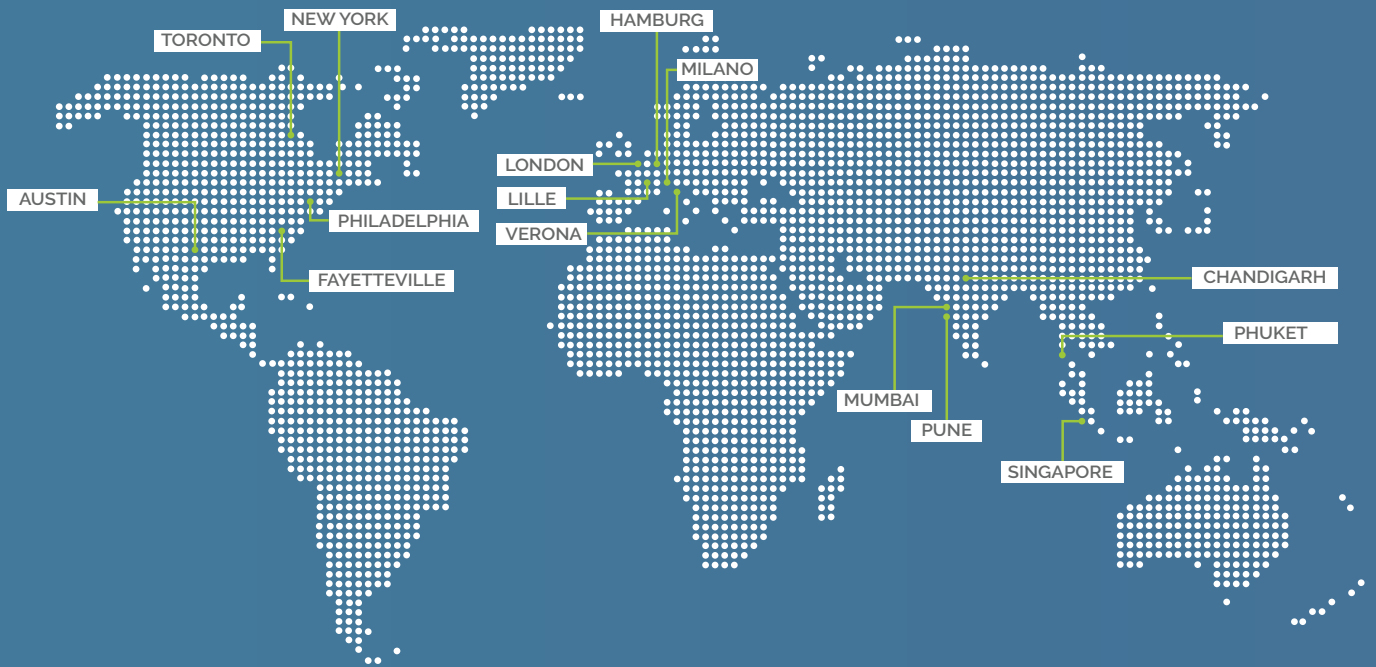 NEW YORK
HAMBURG
TORONTO
MILANO
LONDON
AUSTIN
LILLE
PHILADELPHIA
VERONA
FAYETTEVILLE
CHANDIGARH
PHUKET
MUMBAI
PUNE
SINGAPORE